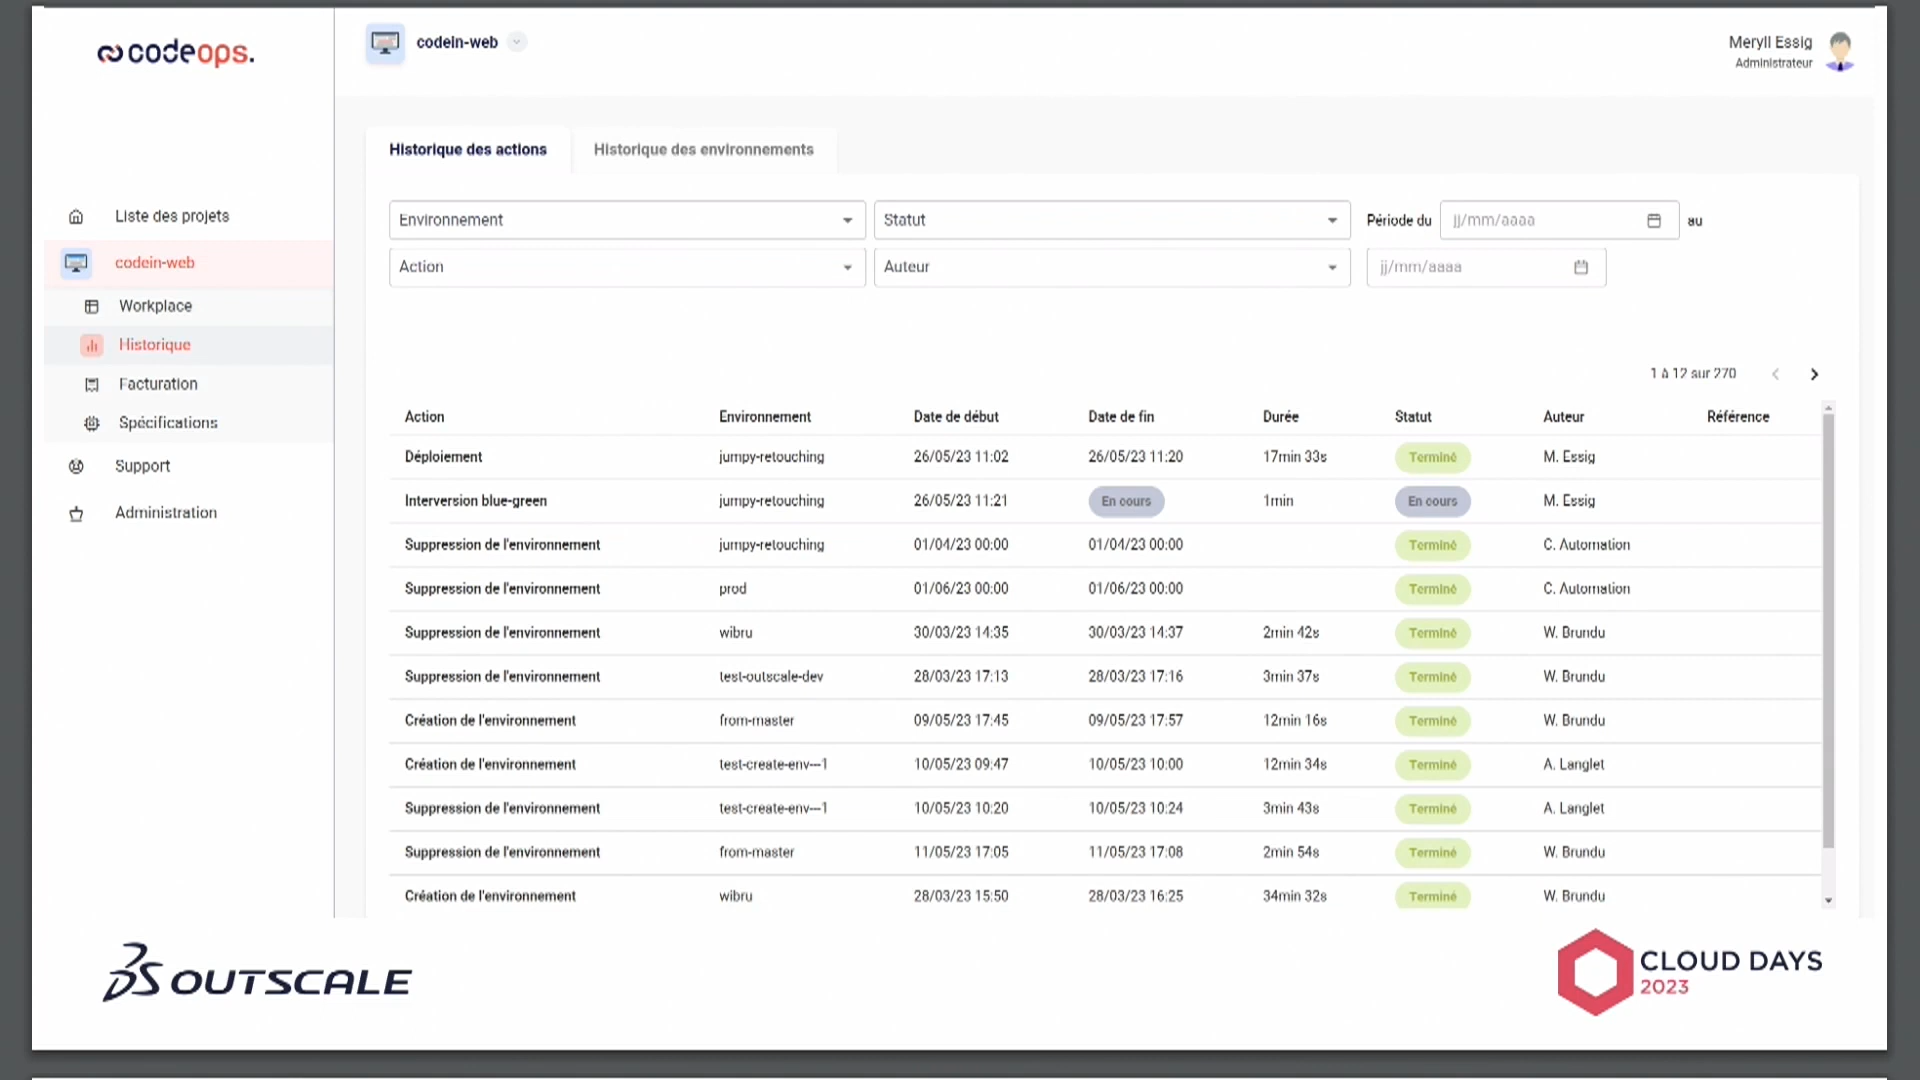 codeops.
codein-web
Meryll Essig
Administrateur
Liste des projets
codein-web
Workplace
Historique
Facturation
Spécifications
Support
Administration
Historique des actions
Historique des environnements
Environnement
Statut
Période du
jj/mm/aaaa
au
Action
Auteur
jj/mm/aaaa
1 à 12 sur 270
Action Environnement Date de début Date de fin Durée Statut Auteur Référence
Déploiement jumpy-retouching 26/05/23 11:02 26/05/23 11:20 17min 33s Terminé M. Essig
Interversion blue-green jumpy-retouching 26/05/23 11:21 En cours 1min En cours M. Essig
Suppression de l'environnement jumpy-retouching 01/04/23 00:00 01/04/23 00:00 Terminé C. Automation
Suppression de l'environnement prod 01/06/23 00:00 01/06/23 00:00 Terminé C. Automation
Suppression de l'environnement wibru 30/03/23 14:35 30/03/23 14:37 2min 42s Terminé W. Brundu
Suppression de l'environnement test-outscale-dev 28/03/23 17:13 28/03/23 17:16 3min 37s Terminé W. Brundu
Création de l'environnement from-master 09/05/23 17:45 09/05/23 17:57 12min 16s Terminé W. Brundu
Création de l'environnement test-create-env---1 10/05/23 09:47 10/05/23 10:00 12min 34s Terminé A. Langlet
Suppression de l'environnement test-create-env---1 10/05/23 10:20 10/05/23 10:24 3min 43s Terminé A. Langlet
Suppression de l'environnement from-master 11/05/23 17:05 11/05/23 17:08 2min 54s Terminé W. Brundu
Création de l'environnement wibru 28/03/23 15:50 28/03/23 16:25 34min 32s Terminé W. Brundu
3DS OUTSCALE
CLOUD DAYS
2023